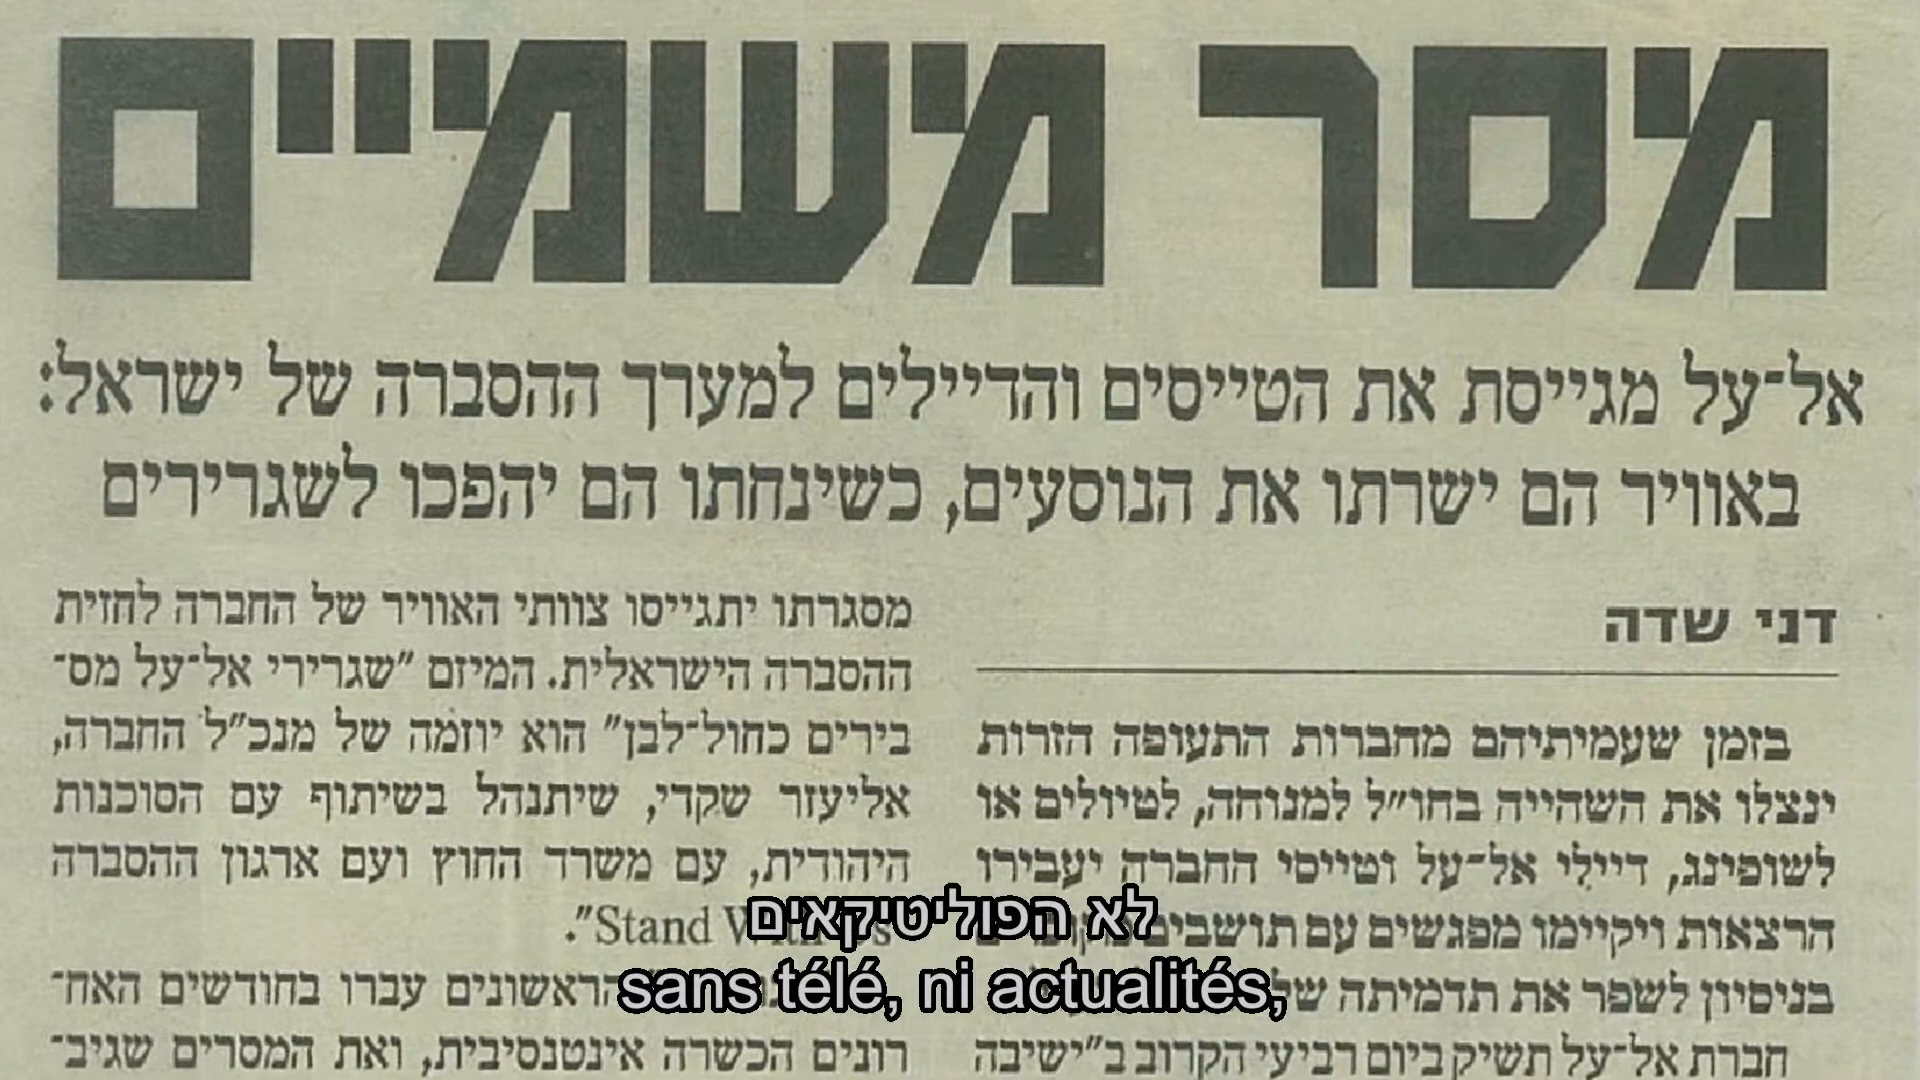 מסר משמיים
אל־על מגייסת את הטייסים והדיילים למערך ההסברה של ישראל:
באוויר הם ישרתו את הנוסעים, כשינחתו הם יהפכו לשגרירים
דני שדה
בזמן שעמיתיהם מחברות התעופה הזרות
ינצלו את השהייה בחו״ל למנוחה, לטיולים או
לשופינג, דיילי אל־על וטייסי החברה יעבירו
הרצאות ויקיימו מפגשים עם תושבים
בניסיון לשפר את תדמיתה של
חברת אל־על תשיק ביום רביעי הקרוב ב״ישיבה
מסגרתו יתגייסו צוותי האוויר של החברה לחזית
ההסברה הישראלית. המיזם ״שגרירי אל־על מס־
בירים כחול־לבן״ הוא יוזמה של מנכ״ל החברה,
אליעזר שקדי, שיתנהל בשיתוף עם הסוכנות
היהודית, עם משרד החוץ ועם ארגון ההסברה
"Stand With Us".
הראשונים עברו בחודשים האח־
רונים הכשרה אינטנסיבית, ואת המסרים שגיב־
לא הפוליטיקאים
sans télé, ni actualités,